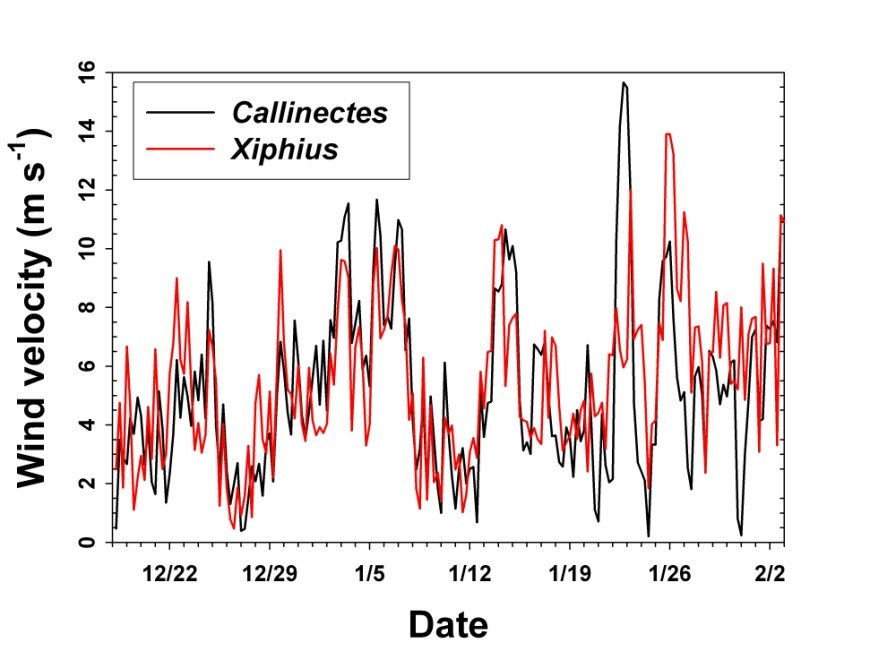 Callinectes
Xiphius
Wind velocity (m s-1)
16
14
12
10
8
6
4
2
0
12/22 12/29 1/5 1/12 1/19 1/26 2/2
Date